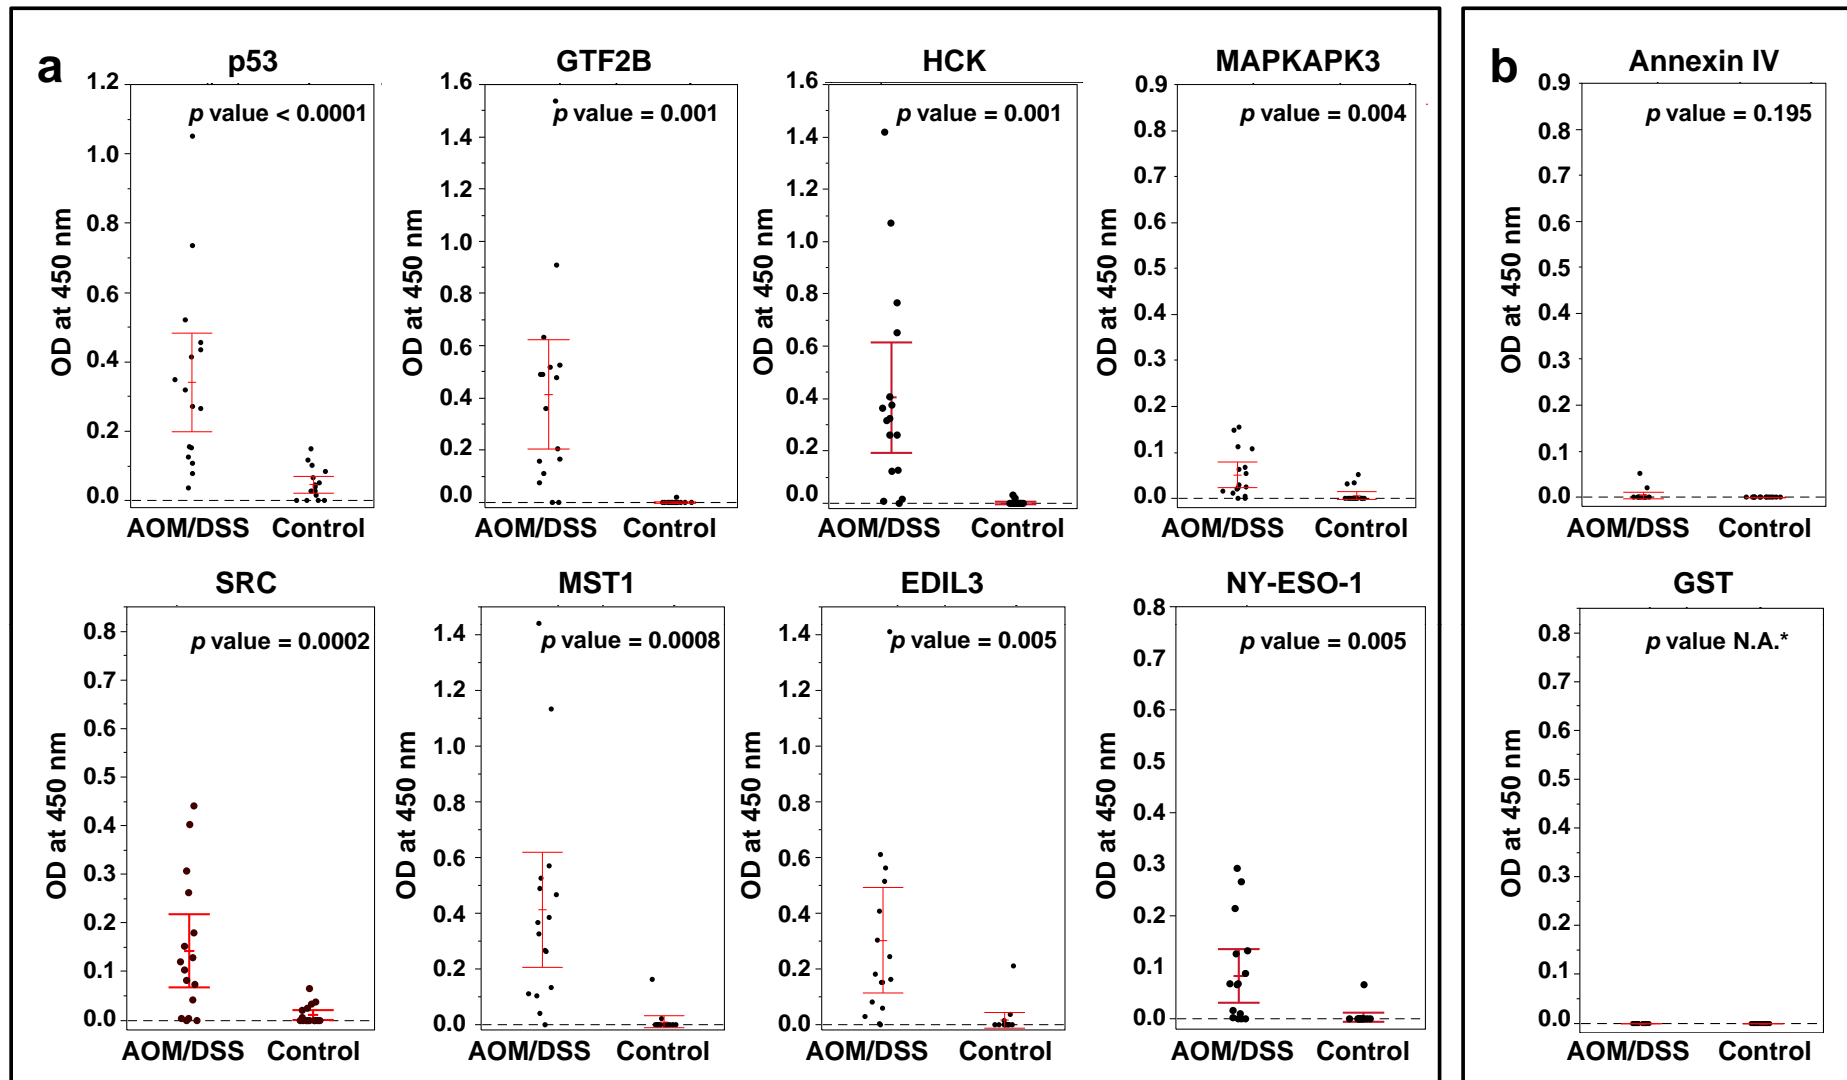 a
p53
p value < 0.0001
OD at 450 nm
1.2
1.0
0.8
0.6
0.4
0.2
0.0
AOM/DSS Control
GTF2B
p value = 0.001
OD at 450 nm
1.6
1.4
1.2
1.0
0.8
0.6
0.4
0.2
0.0
AOM/DSS Control
HCK
p value = 0.001
OD at 450 nm
1.6
1.4
1.2
1.0
0.8
0.6
0.4
0.2
0.0
AOM/DSS Control
MAPKAPK3
p value = 0.004
OD at 450 nm
0.9
0.8
0.7
0.6
0.5
0.4
0.3
0.2
0.1
0.0
AOM/DSS Control
SRC
p value = 0.0002
OD at 450 nm
0.8
0.7
0.6
0.5
0.4
0.3
0.2
0.1
0.0
AOM/DSS Control
MST1
p value = 0.0008
OD at 450 nm
1.4
1.2
1.0
0.8
0.6
0.4
0.2
0.0
AOM/DSS Control
EDIL3
p value = 0.005
OD at 450 nm
1.4
1.2
1.0
0.8
0.6
0.4
0.2
0.0
AOM/DSS Control
NY-ESO-1
p value = 0.005
OD at 450 nm
0.8
0.7
0.6
0.5
0.4
0.3
0.2
0.1
0.0
AOM/DSS Control
b
Annexin IV
p value = 0.195
OD at 450 nm
0.9
0.8
0.7
0.6
0.5
0.4
0.3
0.2
0.1
0.0
AOM/DSS Control
GST
p value N.A.*
OD at 450 nm
0.8
0.7
0.6
0.5
0.4
0.3
0.2
0.1
0.0
AOM/DSS Control